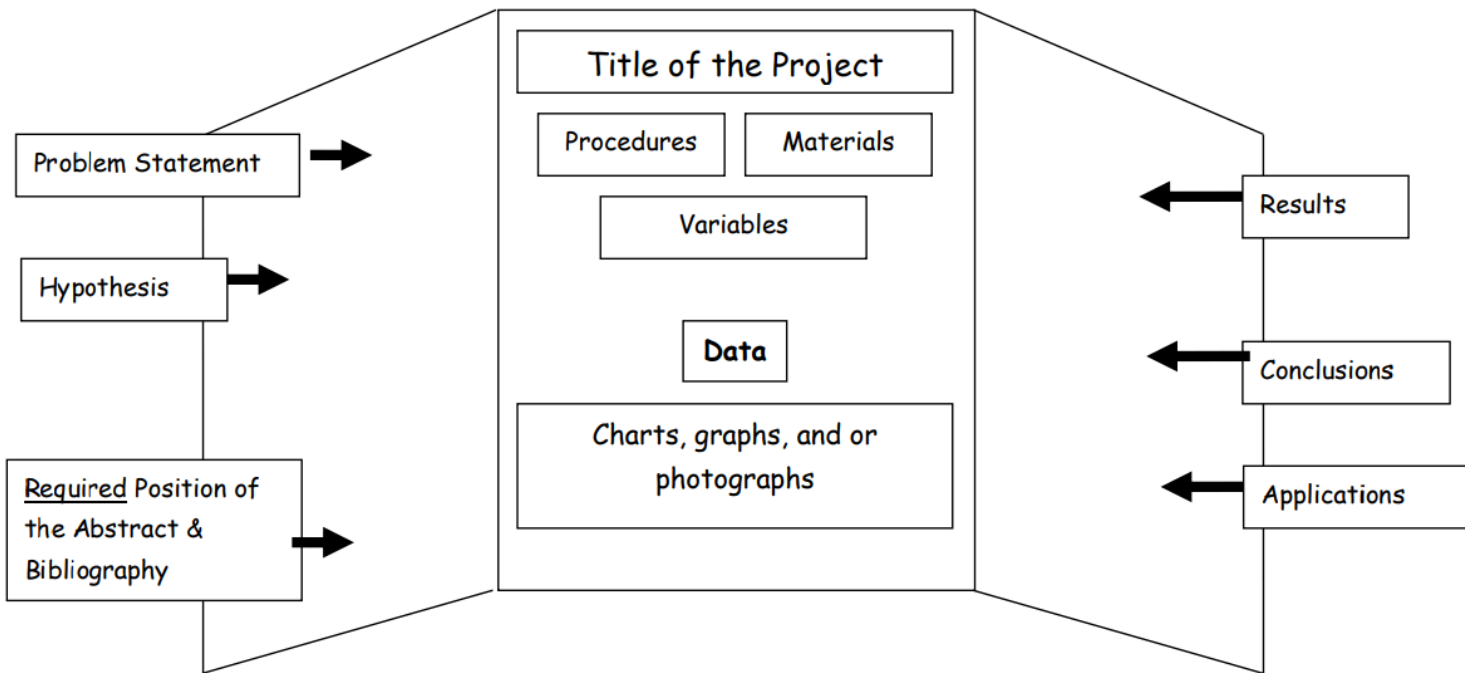 Title of the Project
Problem Statement
Hypothesis
Required Position of
the Abstract &
Bibliography
Procedures
Materials
Variables
Data
Charts, graphs, and or
photographs
Results
Conclusions
Applications